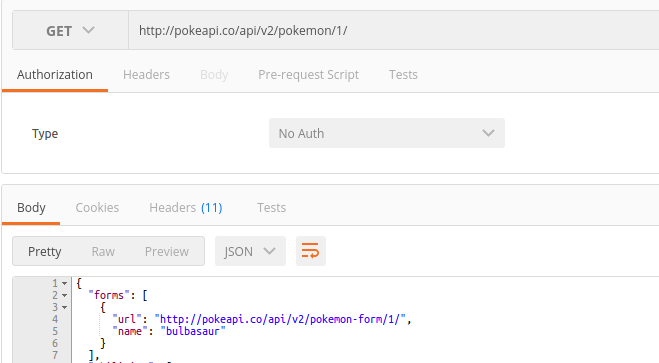 GET http://pokeapi.co/api/v2/pokemon/1/
Authorization Headers Body Pre-request Script Tests
Type No Auth
Body Cookies Headers (11) Tests
Pretty Raw Preview JSON
1 {
2 "forms": [
3 {
4 "url": "http://pokeapi.co/api/v2/pokemon-form/1/",
5 "name": "bulbasaur"
6 }
7 ],